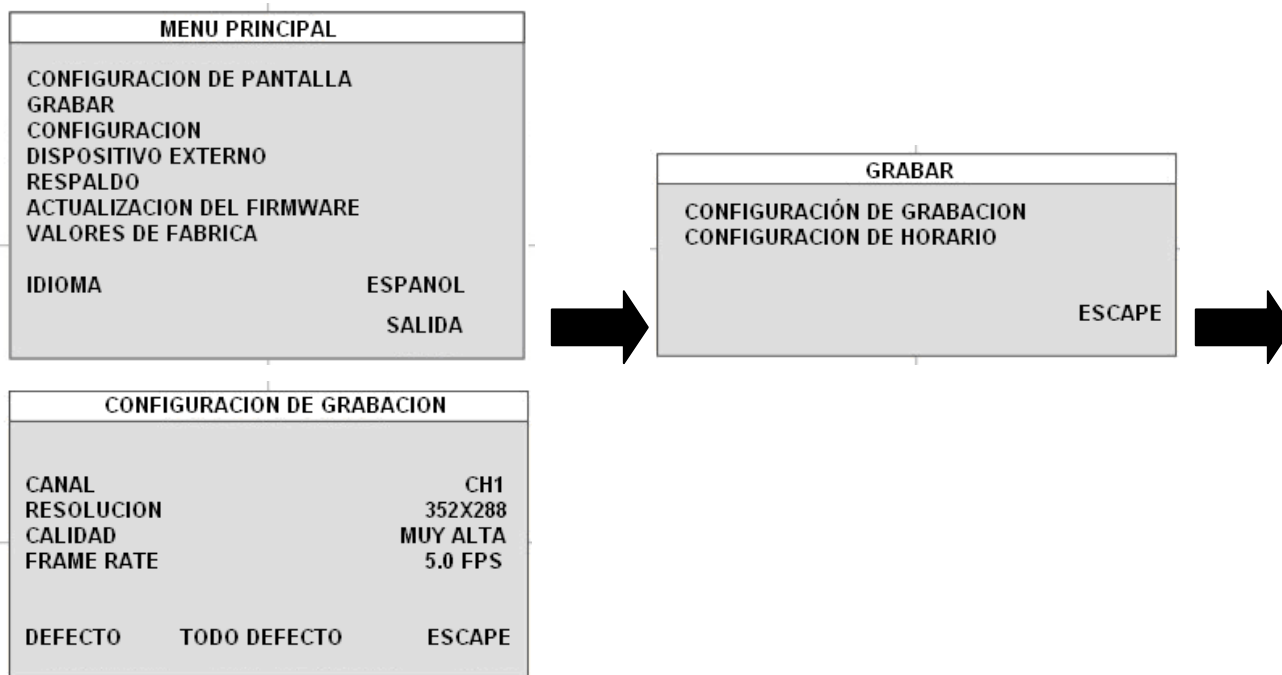 MENU PRINCIPAL
CONFIGURACION DE PANTALLA
GRABAR
CONFIGURACION
DISPOSITIVO EXTERNO
RESPALDO
ACTUALIZACION DEL FIRMWARE
VALORES DE FABRICA
IDIOMA ESPANOL
SALIDA
GRABAR
CONFIGURACIÓN DE GRABACION
CONFIGURACION DE HORARIO
ESCAPE
CONFIGURACION DE GRABACION
CANAL CH1
RESOLUCION 352X288
CALIDAD MUY ALTA
FRAME RATE 5.0 FPS
DEFECTO TODO DEFECTO ESCAPE